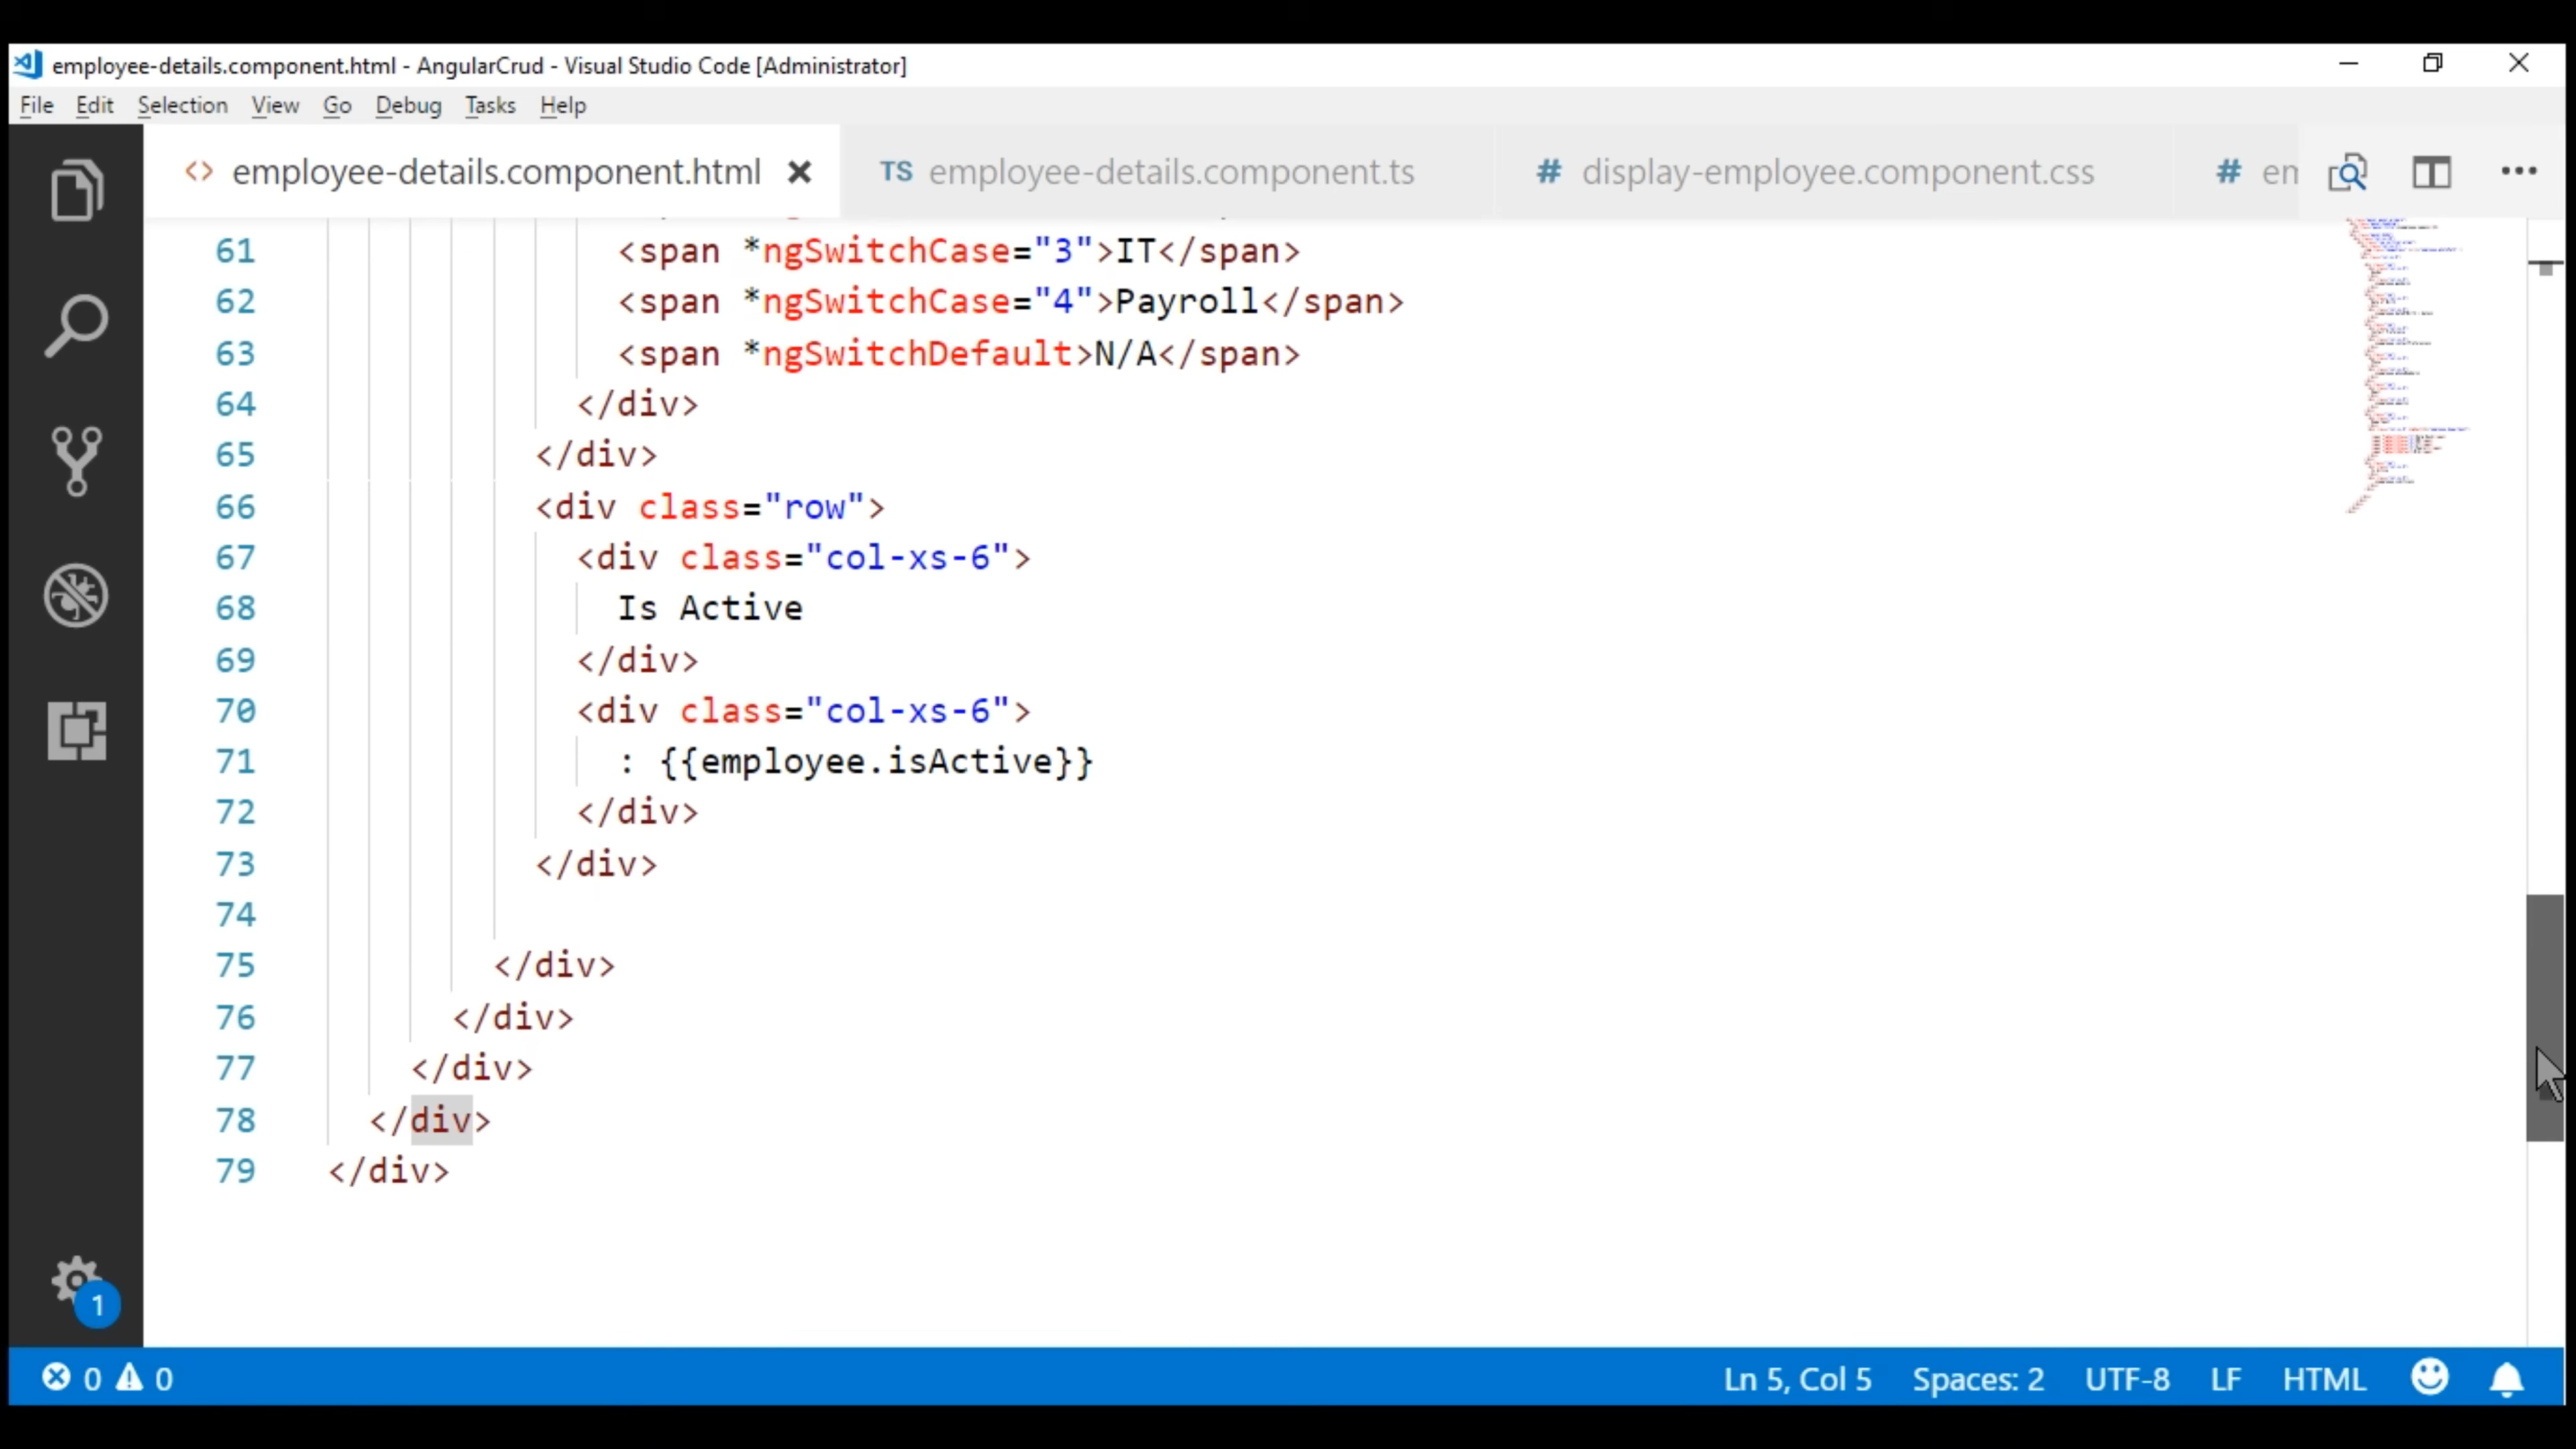 employee-details.component.html - AngularCrud - Visual Studio Code [Administrator]
File Edit Selection View Go Debug Tasks Help
<> employee-details.component.html TS employee-details.component.ts # display-employee.component.css # em
61 <span *ngSwitchCase="3">IT</span>
62 <span *ngSwitchCase="4">Payroll</span>
63 <span *ngSwitchDefault>N/A</span>
64 </div>
65 </div>
66 <div class="row">
67 <div class="col-xs-6">
68 Is Active
69 </div>
70 <div class="col-xs-6">
71 : {{employee.isActive}}
72 </div>
73 </div>
74
75 </div>
76 </div>
77 </div>
78 </div>
79 </div>
1
0 0 Ln 5, Col 5 Spaces: 2 UTF-8 LF HTML